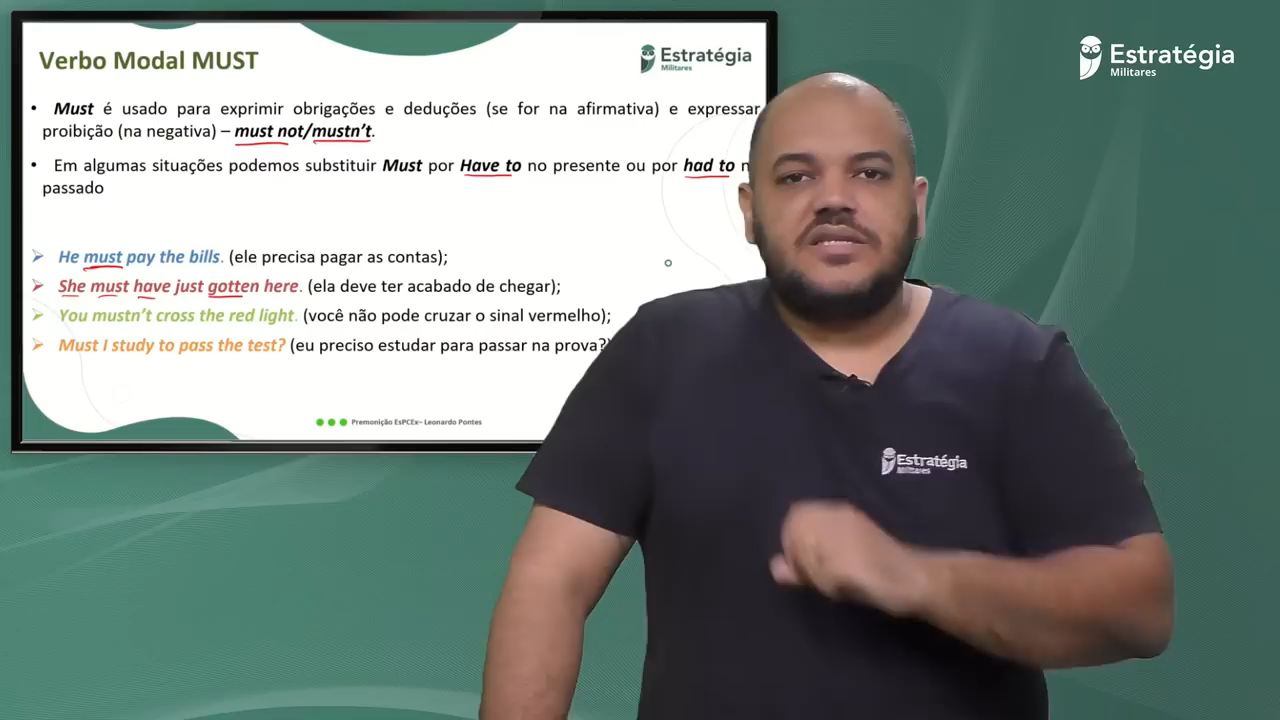 Verbo Modal MUST
Estratégia
Militares
• Must é usado para exprimir obrigações e deduções (se for na afirmativa) e expressar
proibição (na negativa) – must not/mustn't.
• Em algumas situações podemos substituir Must por Have to no presente ou por had to
passado
➢ He must pay the bills. (ele precisa pagar as contas);
➢ She must have just gotten here. (ela deve ter acabado de chegar);
➢ You mustn't cross the red light. (você não pode cruzar o sinal vermelho);
➢ Must I study to pass the test? (eu preciso estudar para passar na prova?)
Premonição EsPCEx– Leonardo Pontes
Estratégia
Militares
Estratégia
Militares